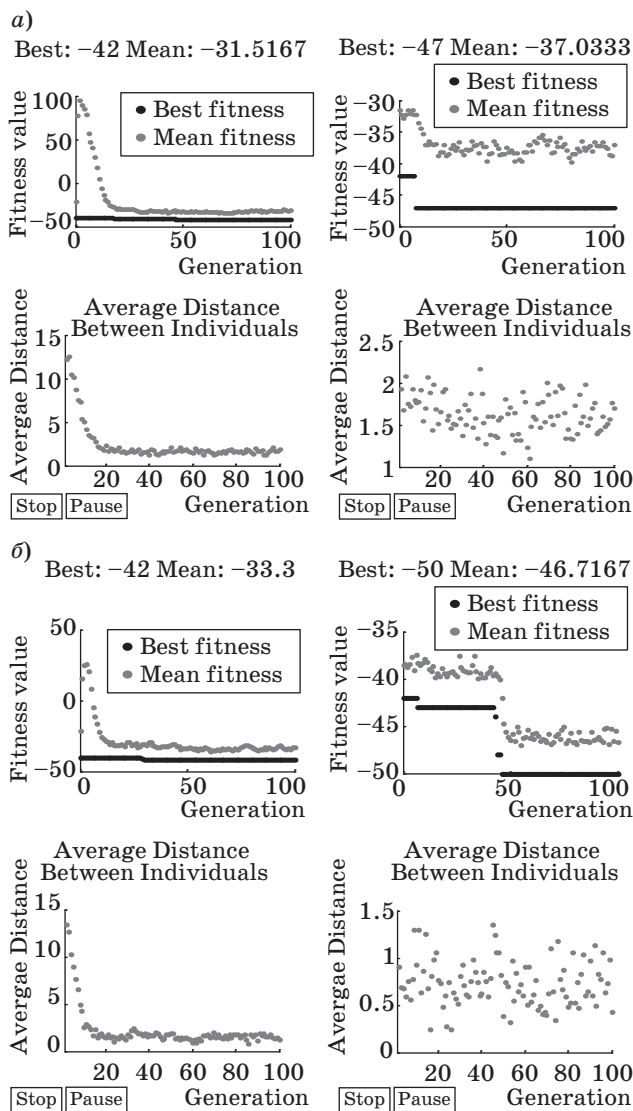 а)
Best: −42 Mean: −31.5167
Fitness value
100
50
0
−50
0
50
100
Best fitness
Mean fitness
Generation
Best: −47 Mean: −37.0333
Fitness value
−30
−35
−40
−45
−50
0
50
100
Best fitness
Mean fitness
Generation
Average Distance
Between Individuals
Avergae Distance
15
10
5
0
20
40
60
80
100
Stop
Pause
Generation
Average Distance
Between Individuals
Avergae Distance
2.5
2
1.5
1
20
40
60
80
100
Stop
Pause
Generation
б)
Best: −42 Mean: −33.3
Fitness value
50
0
−50
0
50
100
Best fitness
Mean fitness
Generation
Best: −50 Mean: −46.7167
Fitness value
−35
−40
−45
−50
0
50
100
Best fitness
Mean fitness
Generation
Average Distance
Between Individuals
Avergae Distance
15
10
5
0
20
40
60
80
100
Stop
Pause
Generation
Average Distance
Between Individuals
Avergae Distance
1.5
1
0.5
0
20
40
60
80
100
Stop
Pause
Generation